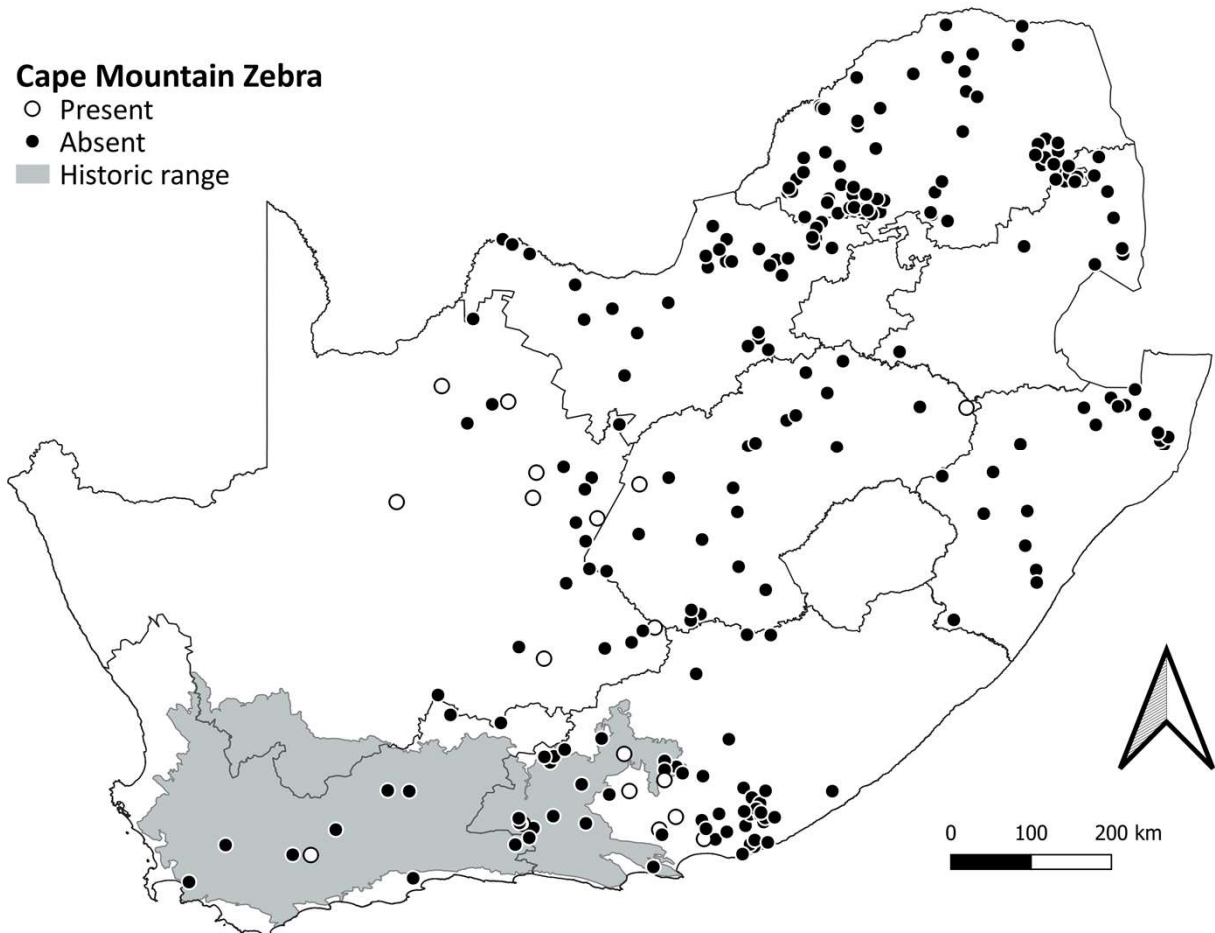 Cape Mountain Zebra
Present
Absent
Historic range
0 100 200 km